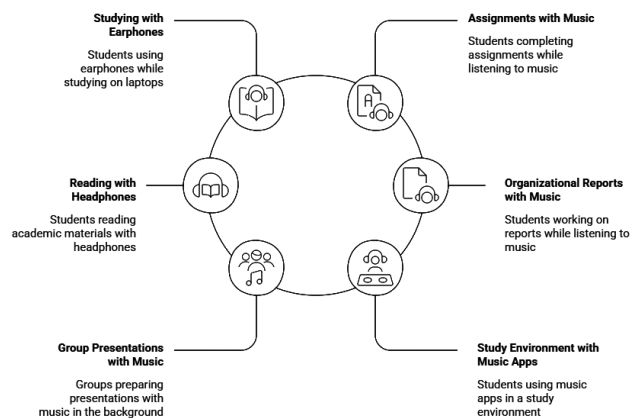 Studying with
Earphones
Students using
earphones while
studying on laptops
Assignments with Music
Students completing
assignments while
listening to music
Reading with
Headphones
Students reading
academic materials with
headphones
Organizational Reports
with Music
Students working on
reports while listening to
music
Group Presentations
with Music
Groups preparing
presentations with
music in the background
Study Environment with
Music Apps
Students using music
apps in a study
environment